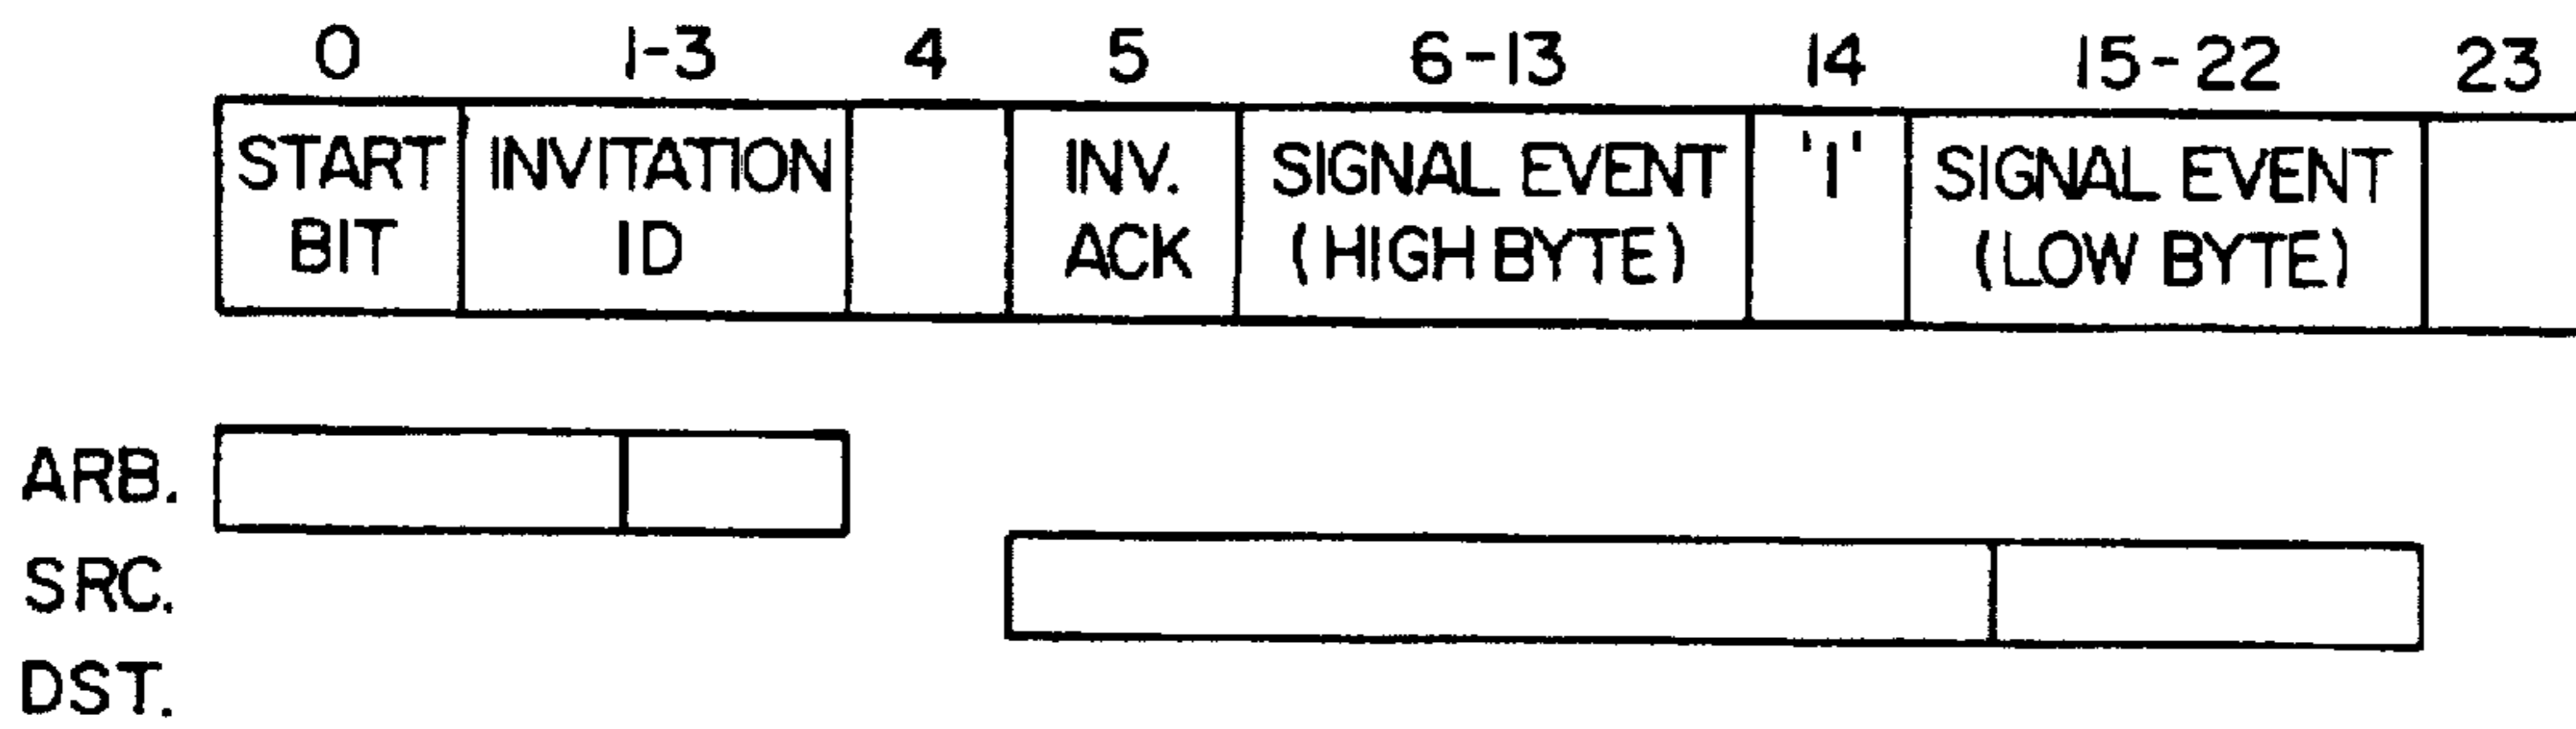 0 1-3 4 5 6-13 14 15-22 23
START INVITATION INV. SIGNAL EVENT '1' SIGNAL EVENT
BIT ID ACK (HIGH BYTE) (LOW BYTE)
ARB.
SRC.
DST.